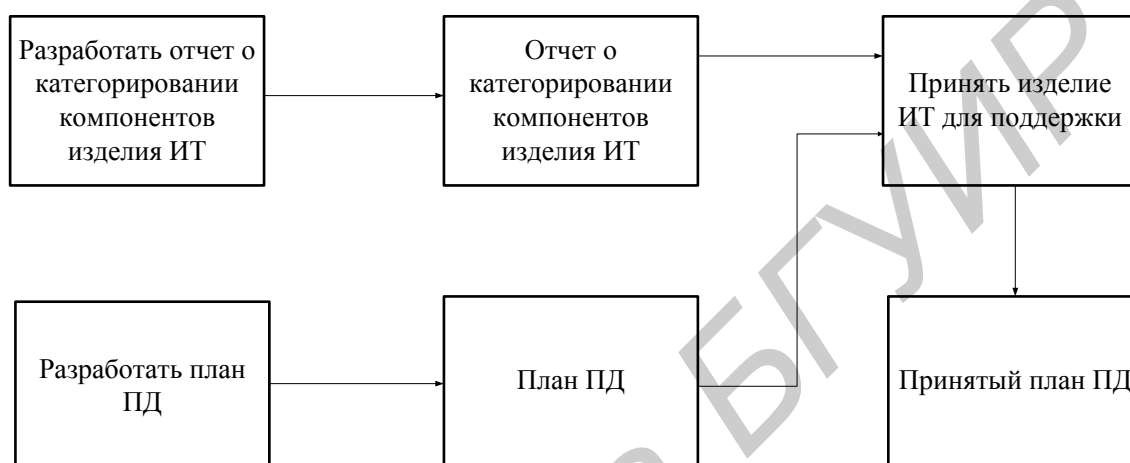 Разработать отчет о
категорировании
компонентов
изделия ИТ
Отчет о
категорировании
компонентов
изделия ИТ
Принять изделие
ИТ для поддержки
Разработать план
ПД
План ПД
Принятый план ПД
БГУИР